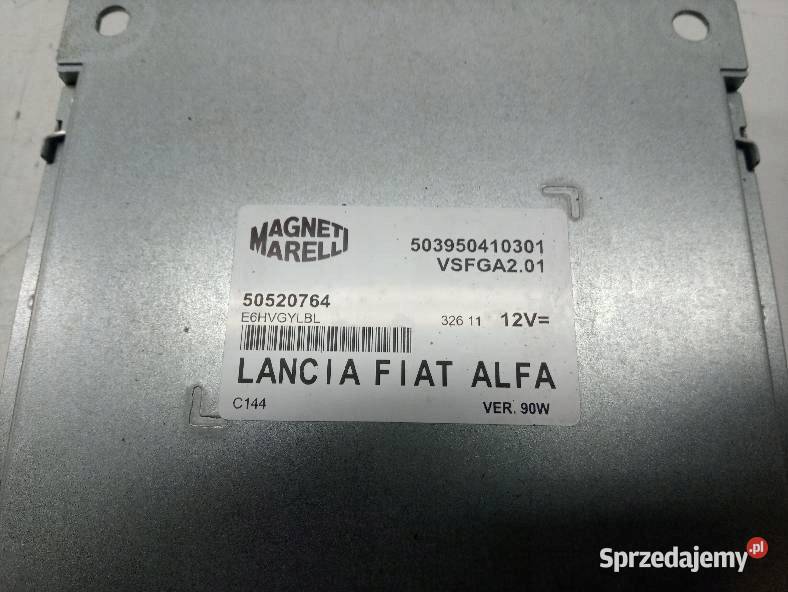 MAGNETI
MARELLI
503950410301
VSFGA2.01
50520764
E6HVGYLBL
326 11 12V=
LANCIA FIAT ALFA
C144
VER. 90W
Sprzedajemy.pl